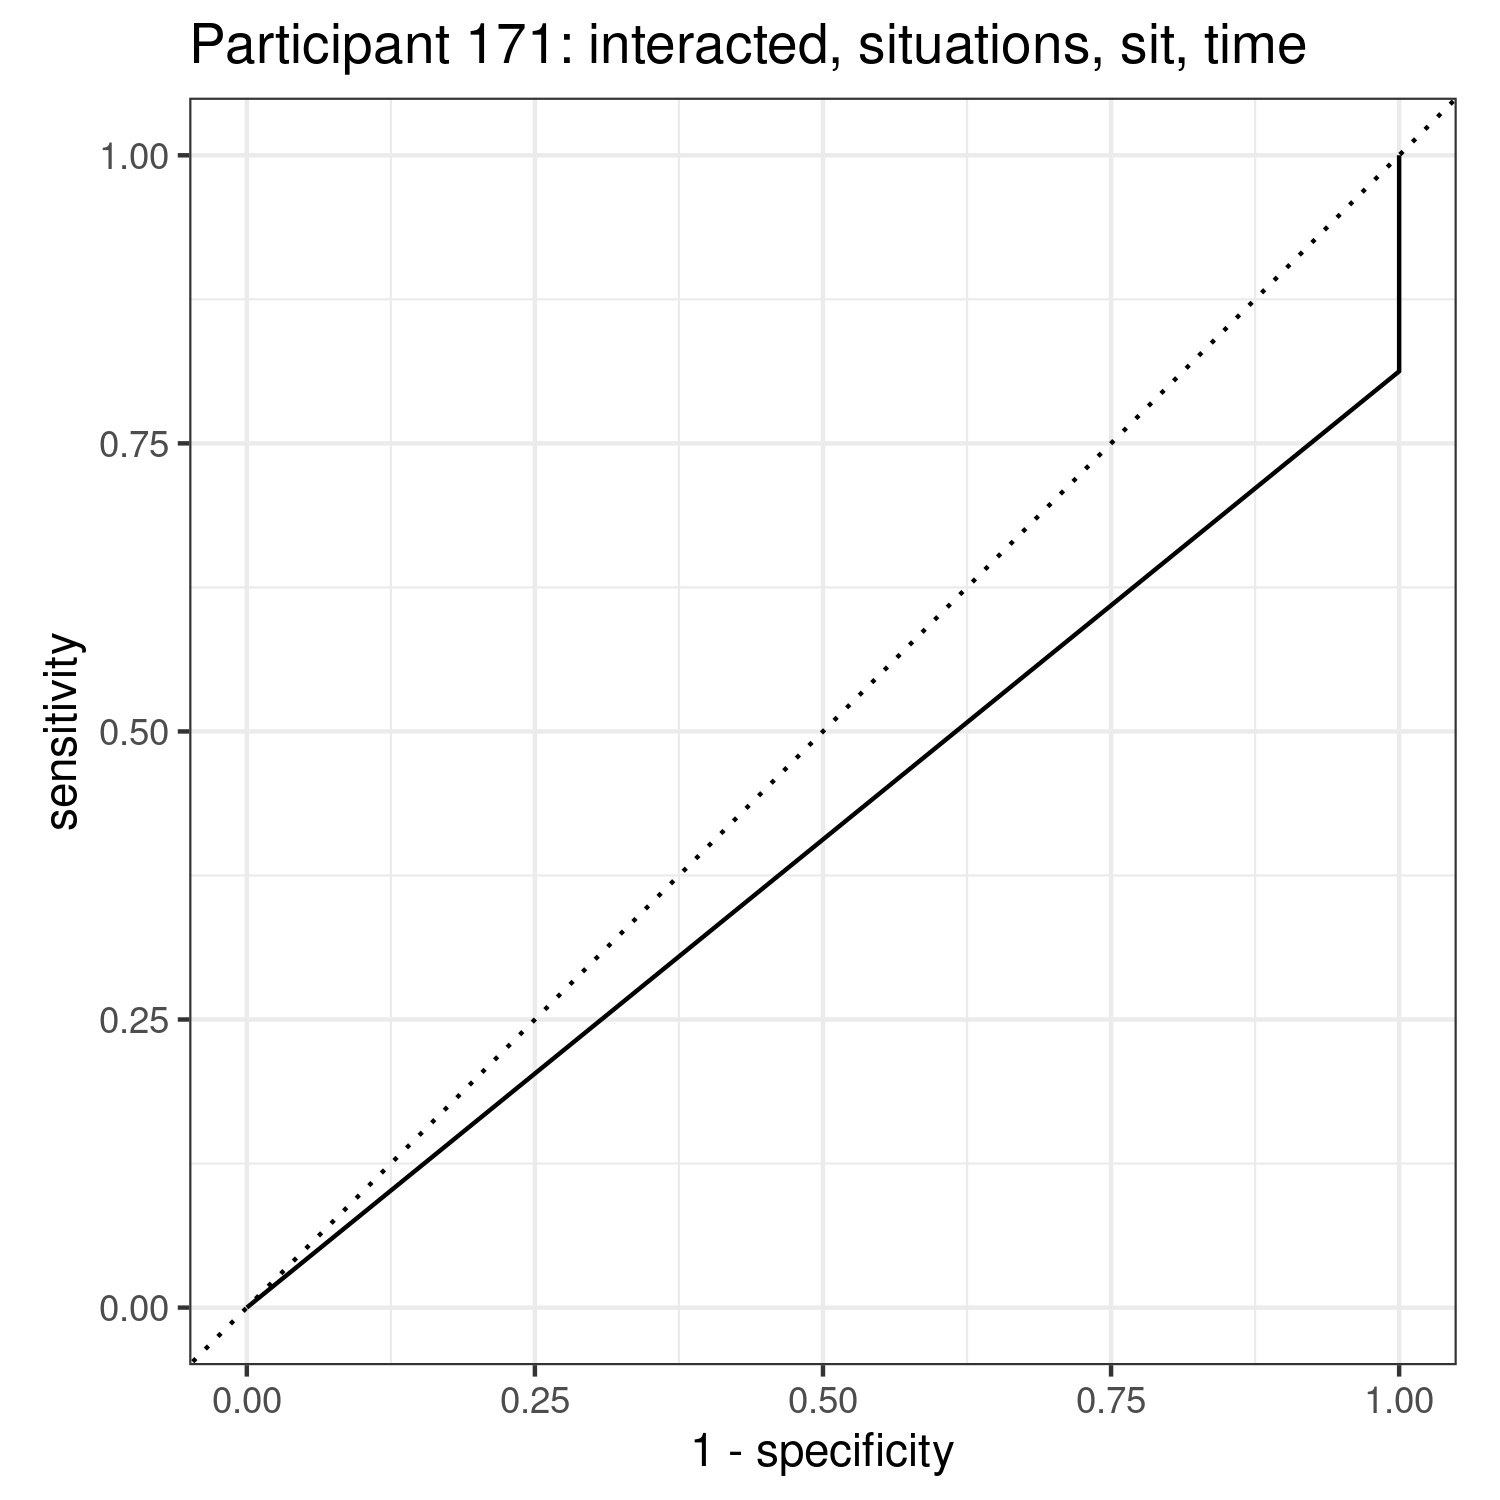 Participant 171: interacted, situations, sit, time
1.00
0.75
0.50
0.25
0.00
sensitivity
0.00 0.25 0.50 0.75 1.00
1 - specificity